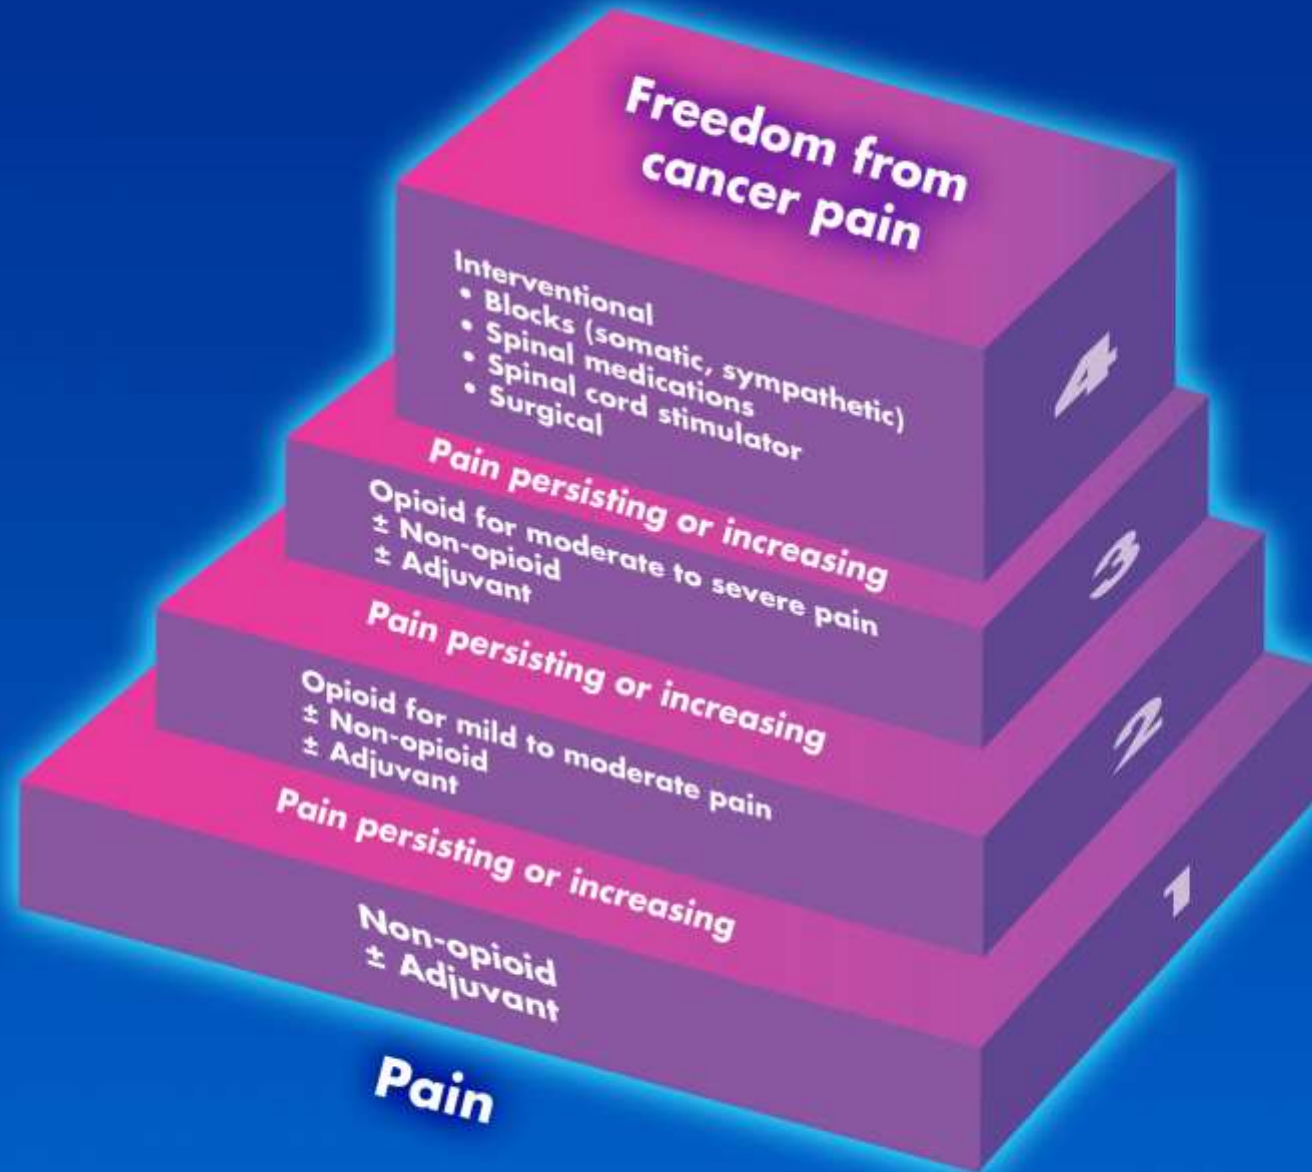 Freedom from
cancer pain
Interventional
• Blocks (somatic, sympathetic)
• Spinal medications
• Spinal cord stimulator
• Surgical
4
Pain persisting or increasing
Opioid for moderate to severe pain
± Non-opioid
± Adjuvant
3
Pain persisting or increasing
Opioid for mild to moderate pain
± Non-opioid
± Adjuvant
2
Pain persisting or increasing
Non-opioid
± Adjuvant
1
Pain